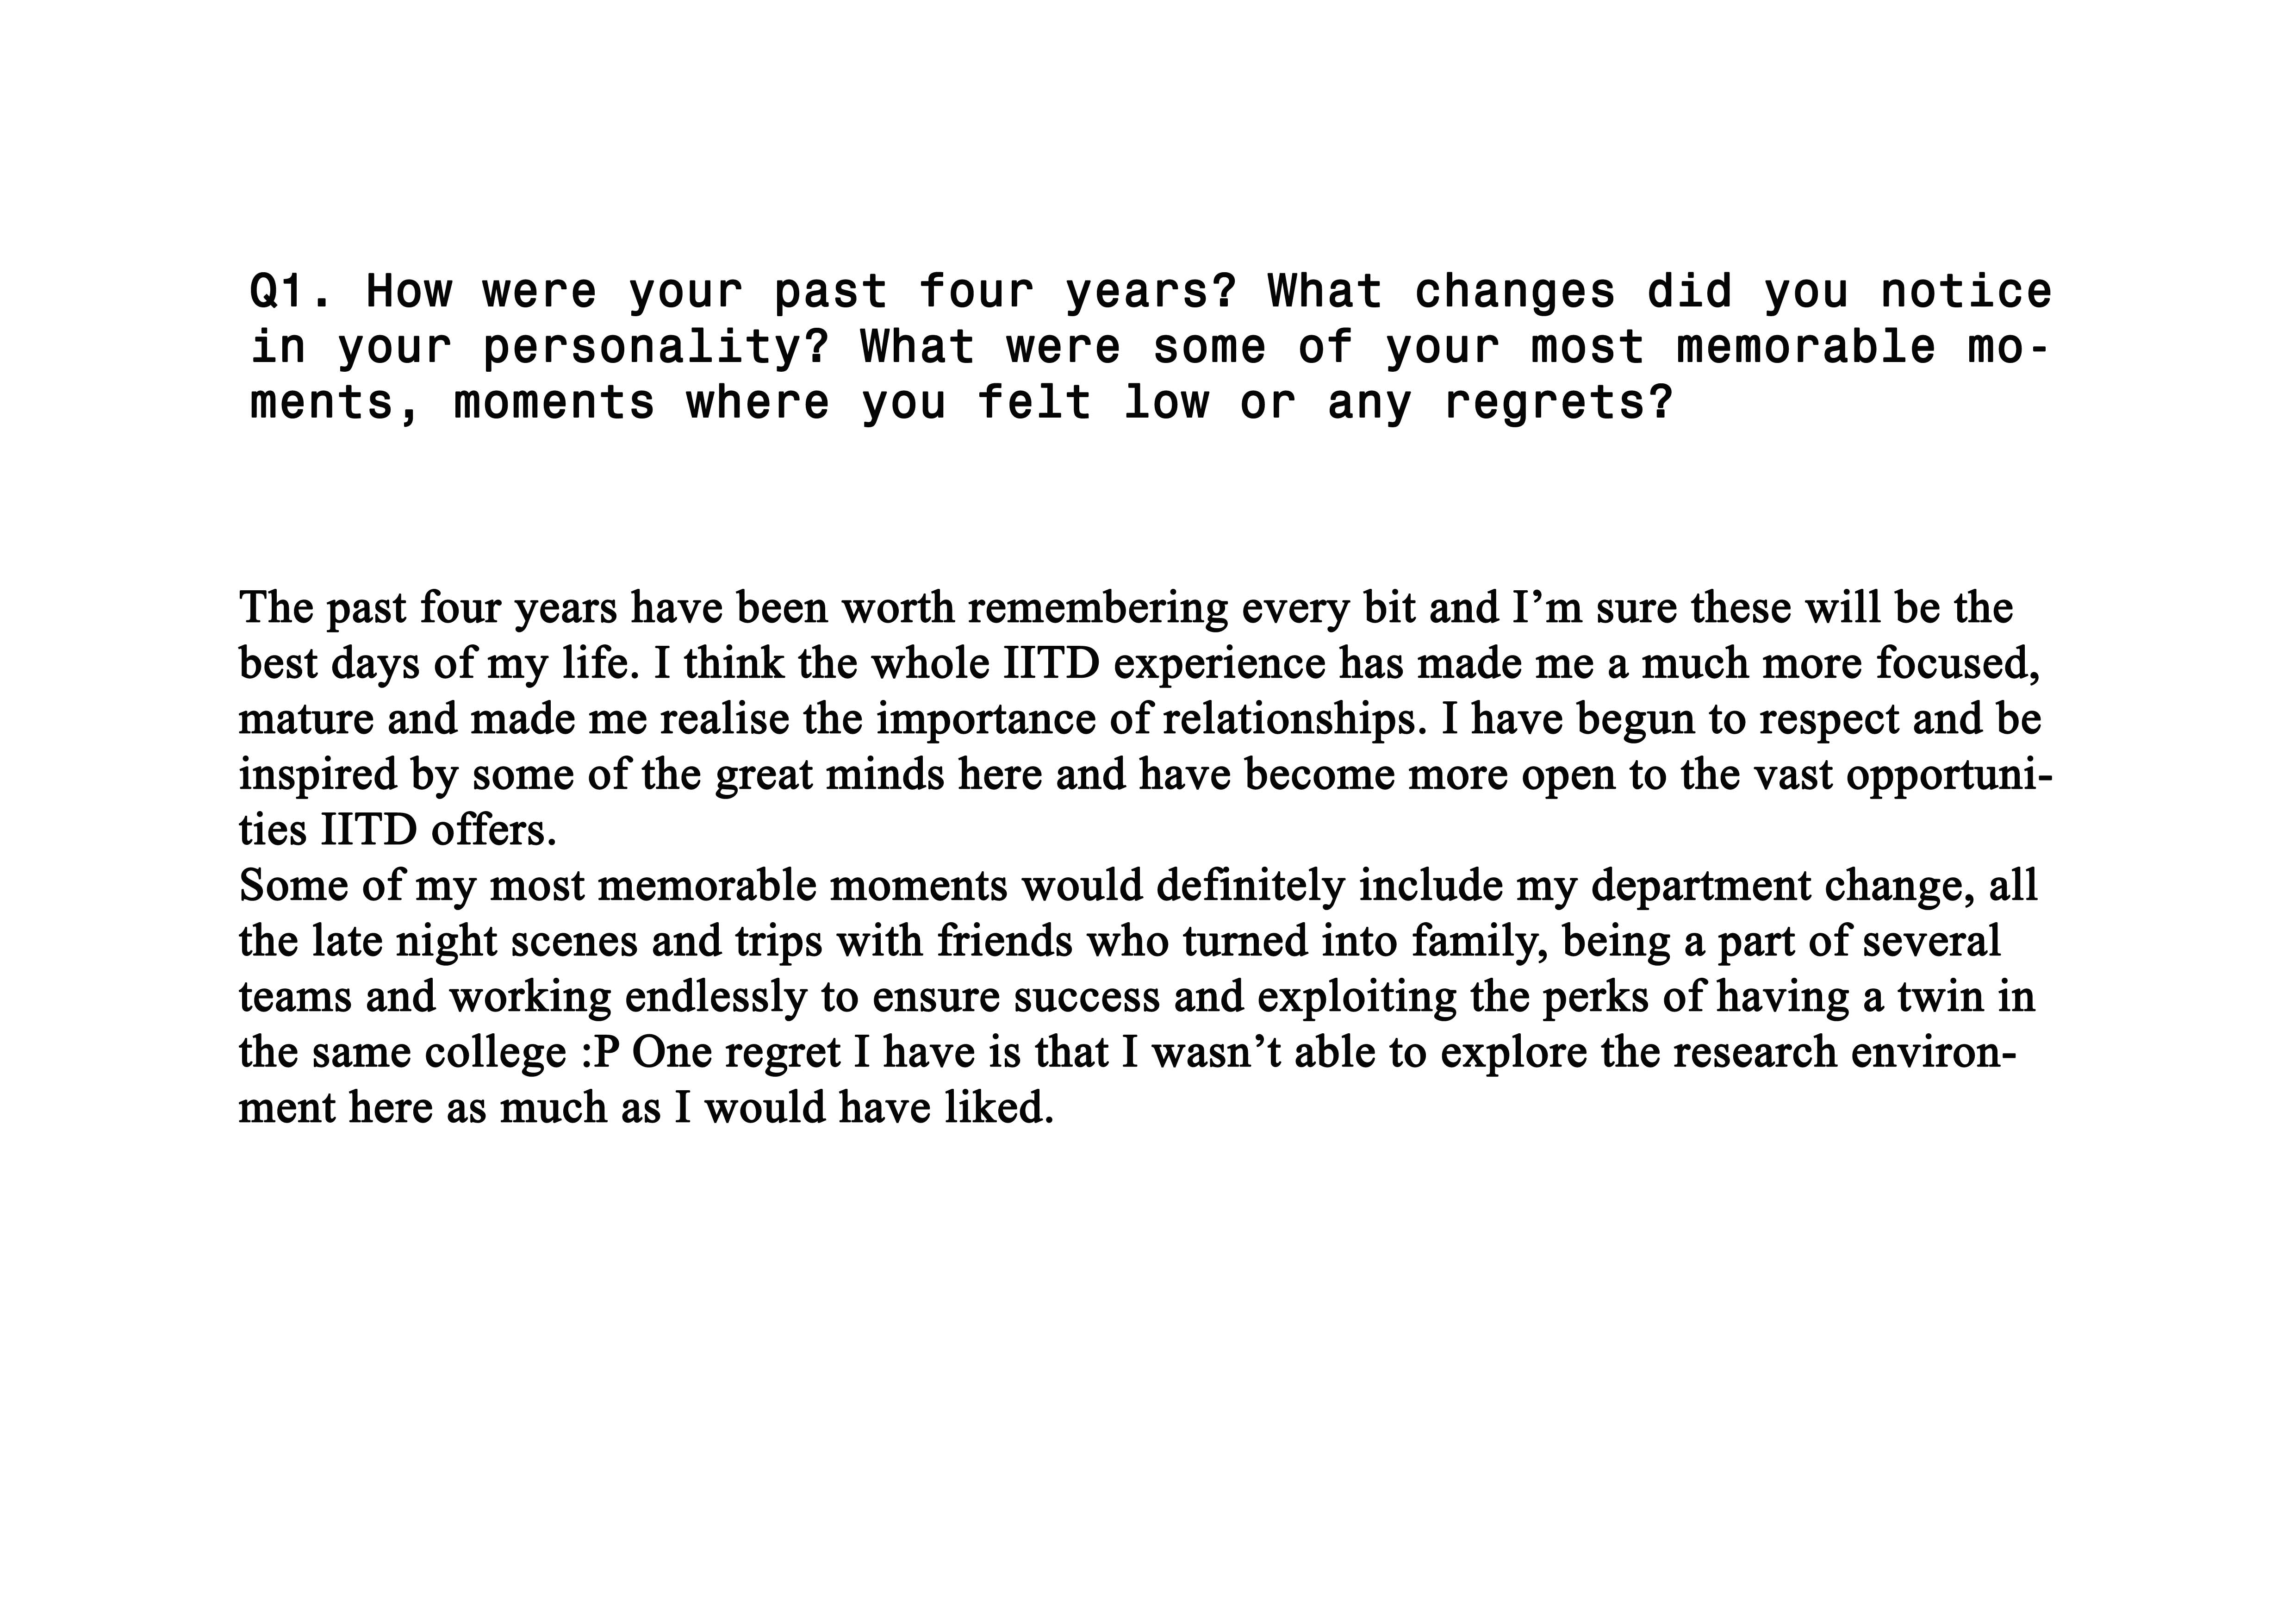 Q1. How were your past four years? What changes did you notice
in your personality? What were some of your most memorable mo-
ments, moments where you felt low or any regrets?
The past four years have been worth remembering every bit and I’m sure these will be the
best days of my life. I think the whole IITD experience has made me a much more focused,
mature and made me realise the importance of relationships. I have begun to respect and be
inspired by some of the great minds here and have become more open to the vast opportuni-
ties IITD offers.
Some of my most memorable moments would definitely include my department change, all
the late night scenes and trips with friends who turned into family, being a part of several
teams and working endlessly to ensure success and exploiting the perks of having a twin in
the same college :P One regret I have is that I wasn’t able to explore the research environ-
ment here as much as I would have liked.